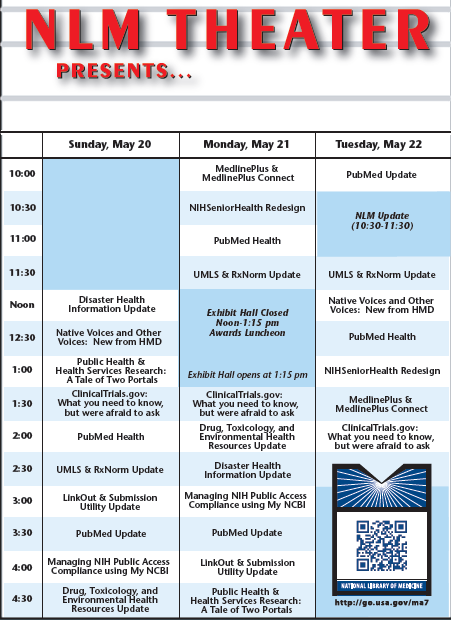 NLM THEATER
PRESENTS...
Sunday, May 20 Monday, May 21 Tuesday, May 22
10:00
MedlinePlus &
MedlinePlus Connect
PubMed Update
10:30
NIHSeniorHealth Redesign
NLM Update
(10:30-11:30)
11:00
PubMed Health
11:30
UMLS & RxNorm Update
UMLS & RxNorm Update
Noon
Disaster Health
Information Update
Exhibit Hall Closed
Noon-1:15 pm
Awards Luncheon
Native Voices and Other
Voices: New from HMD
12:30
Native Voices and Other
Voices: New from HMD
PubMed Health
1:00
Public Health &
Health Services Research:
A Tale of Two Portals
Exhibit Hall opens at 1:15 pm
NIHSeniorHealth Redesign
1:30
ClinicalTrials.gov:
What you need to know,
but were afraid to ask
ClinicalTrials.gov:
What you need to know,
but were afraid to ask
MedlinePlus &
MedlinePlus Connect
2:00
PubMed Health
Drug, Toxicology, and
Environmental Health
Resources Update
ClinicalTrials.gov:
What you need to know,
but were afraid to ask
2:30
UMLS & RxNorm Update
Disaster Health
Information Update
3:00
LinkOut & Submission
Utility Update
Managing NIH Public Access
Compliance using My NCBI
3:30
PubMed Update
PubMed Update
4:00
Managing NIH Public Access
Compliance using My NCBI
LinkOut & Submission
Utility Update
4:30
Drug, Toxicology, and
Environmental Health
Resources Update
Public Health &
Health Services Research:
A Tale of Two Portals
NATIONAL LIBRARY OF MEDICINE
http://go.usa.gov/ma7